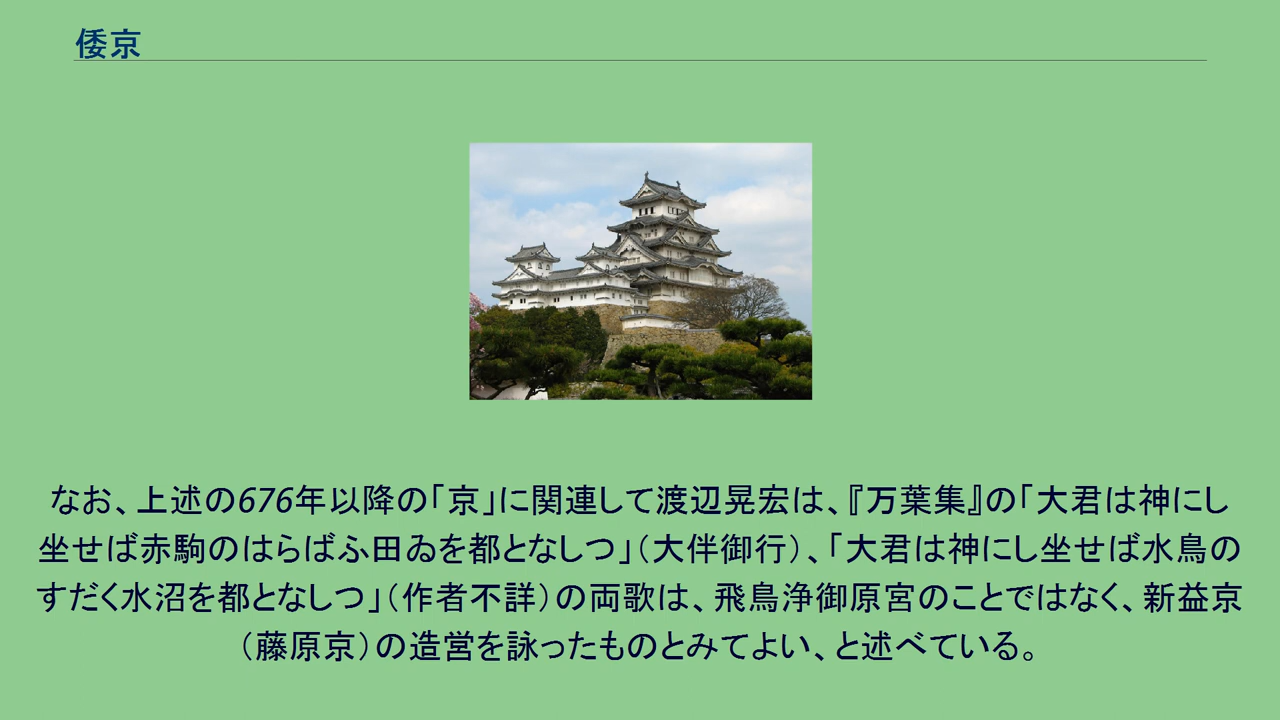 倭京
なお、上述の676年以降の「京」に関連して渡辺晃宏は、『万葉集』の「大君は神にし
坐せば赤駒のはらばふ田ゐを都となしつ」（大伴御行）、「大君は神にし坐せば水鳥の
すだく水沼を都となしつ」（作者不詳）の両歌は、飛鳥浄御原宮のことではなく、新益京
（藤原京）の造営を詠ったものとみてよい、と述べている。